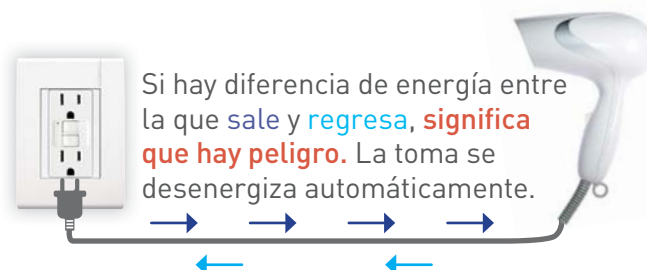 Si hay diferencia de energía entre
la que sale y regresa, significa
que hay peligro. La toma se
desenergiza automáticamente.